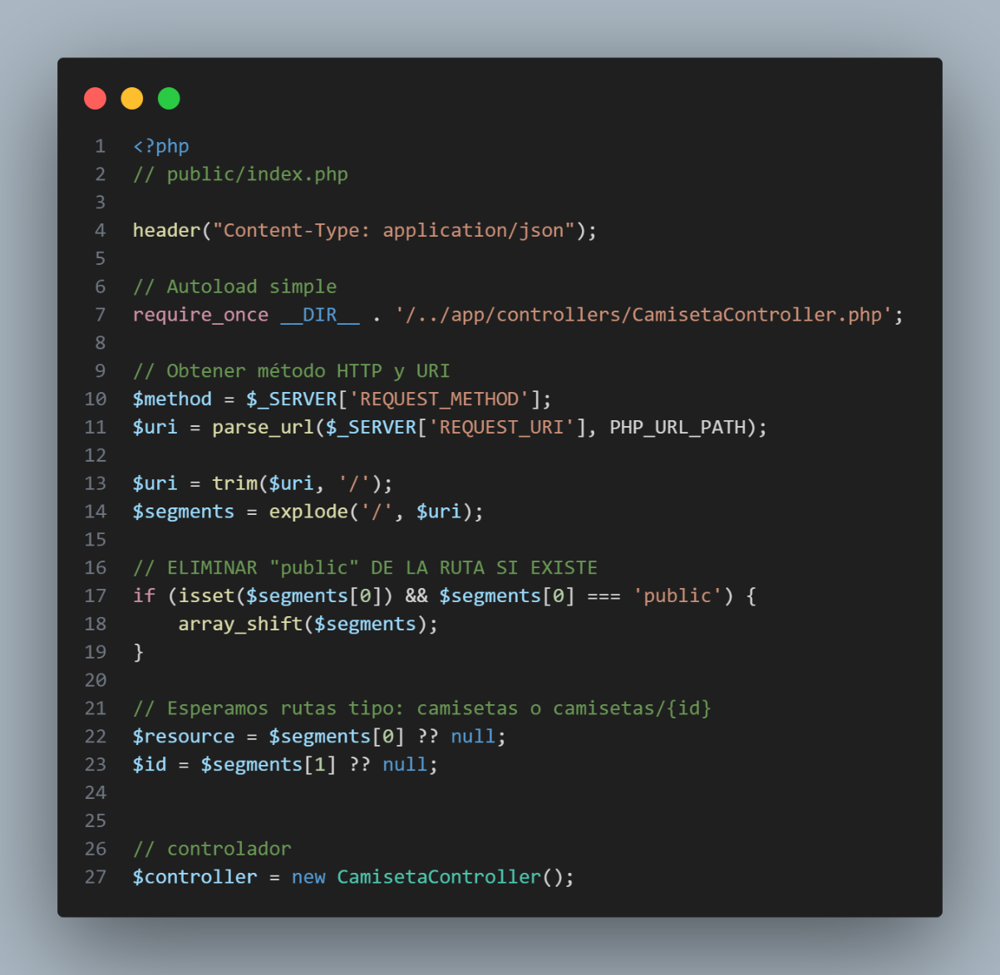 1 <?php
2 // public/index.php
3
4 header("Content-Type: application/json");
5
6 // Autoload simple
7 require_once __DIR__ . '/../app/controllers/CamisetaController.php';
8
9 // Obtener método HTTP y URI
10 $method = $_SERVER['REQUEST_METHOD'];
11 $uri = parse_url($_SERVER['REQUEST_URI'], PHP_URL_PATH);
12
13 $uri = trim($uri, '/');
14 $segments = explode('/', $uri);
15
16 // ELIMINAR "public" DE LA RUTA SI EXISTE
17 if (isset($segments[0]) && $segments[0] === 'public') {
18     array_shift($segments);
19 }
20
21 // Esperamos rutas tipo: camisetas o camisetas/{id}
22 $resource = $segments[0] ?? null;
23 $id = $segments[1] ?? null;
24
25
26 // controlador
27 $controller = new CamisetaController();